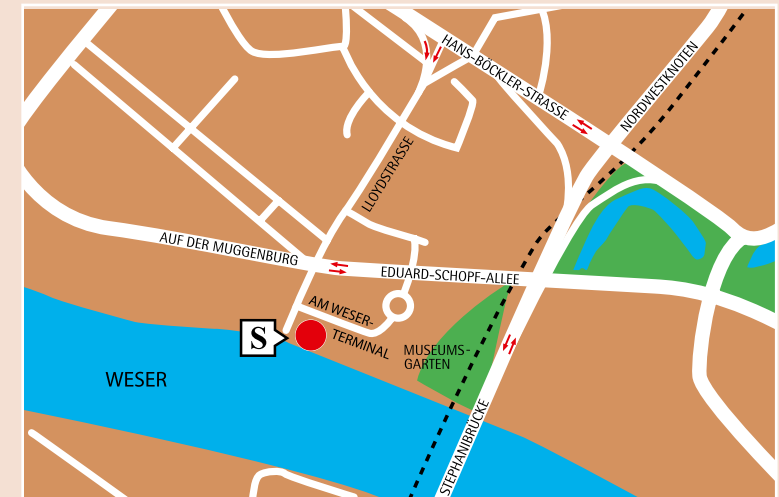 HANS-BÖCKLER-STRASSE
NORDWESTKNOTEN
LLOYDSTRASSE
AUF DER MUGGENBURG
EDUARD-SCHOPF-ALLEE
AM WESER-
TERMINAL
S
MUSEUMS-
GARTEN
WESER
STEPHANIBRÜCKE